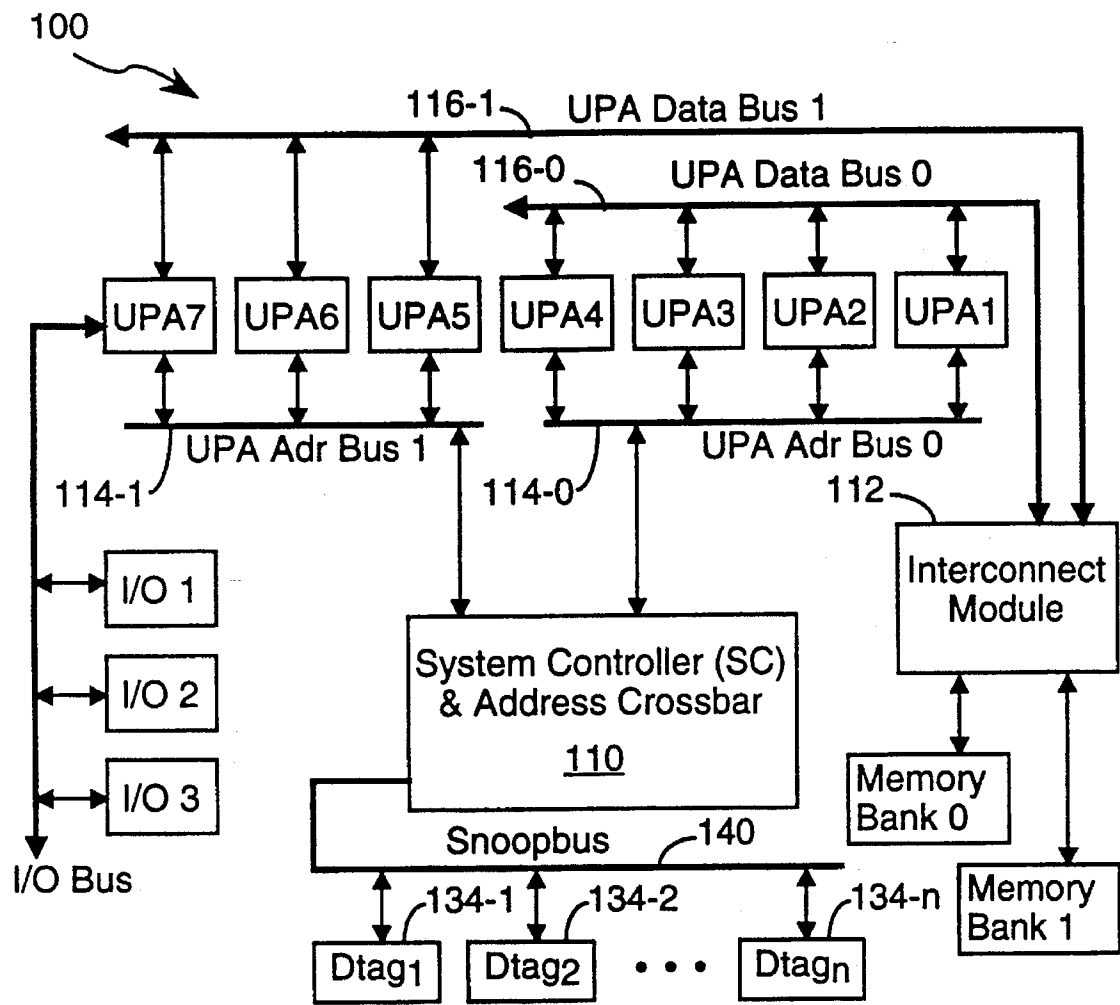 100
116-1
UPA Data Bus 1
116-0
UPA Data Bus 0
UPA7
UPA6
UPA5
UPA4
UPA3
UPA2
UPA1
UPA Adr Bus 1
UPA Adr Bus 0
114-1
114-0
112
I/O 1
I/O 2
I/O 3
I/O Bus
System Controller (SC)
& Address Crossbar
110
Interconnect
Module
Memory
Bank 0
Memory
Bank 1
Snoopbus
140
134-1
134-2
134-n
Dtag1
Dtag2
• • •
Dtagn